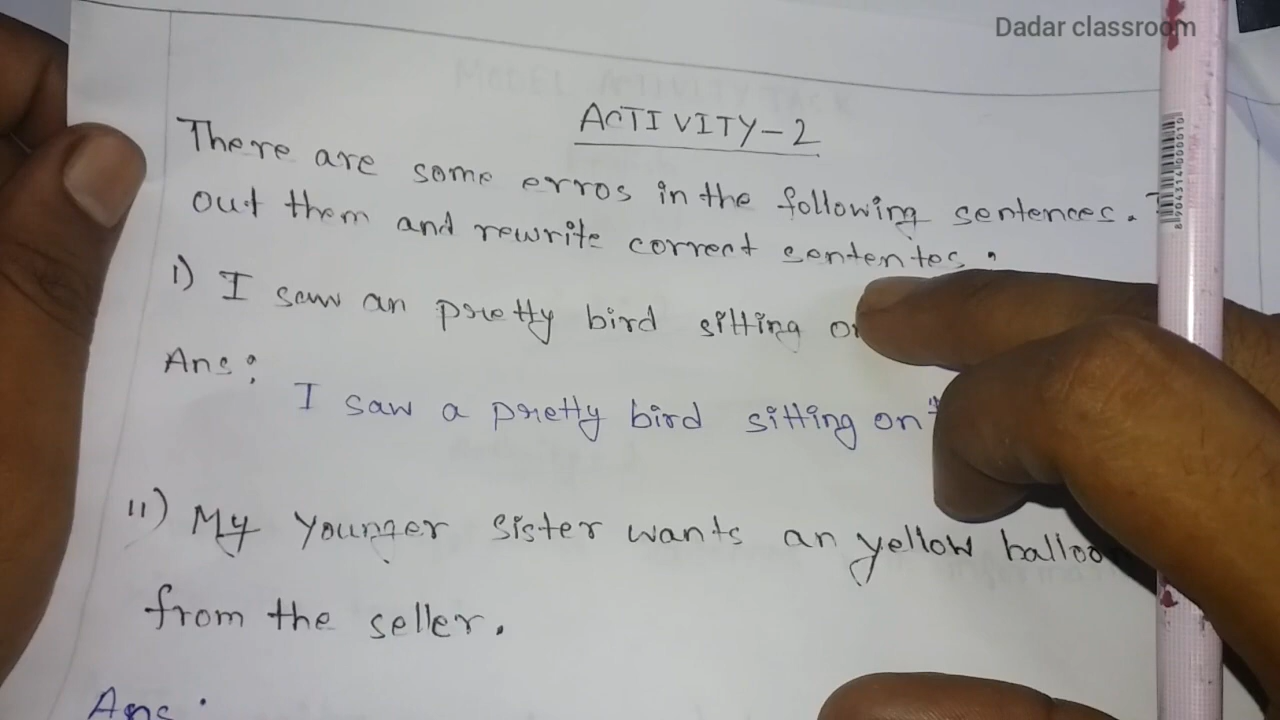 Dadar classroom
ACTIVITY-2
There are some erros in the following sentences.
out them and rewrite correct sententes.
i) I saw an pretty bird sitting
Ans:
I saw a pretty bird sitting on
ii) My younger sister wants an yellow
from the seller.
Ans:
8904314000010